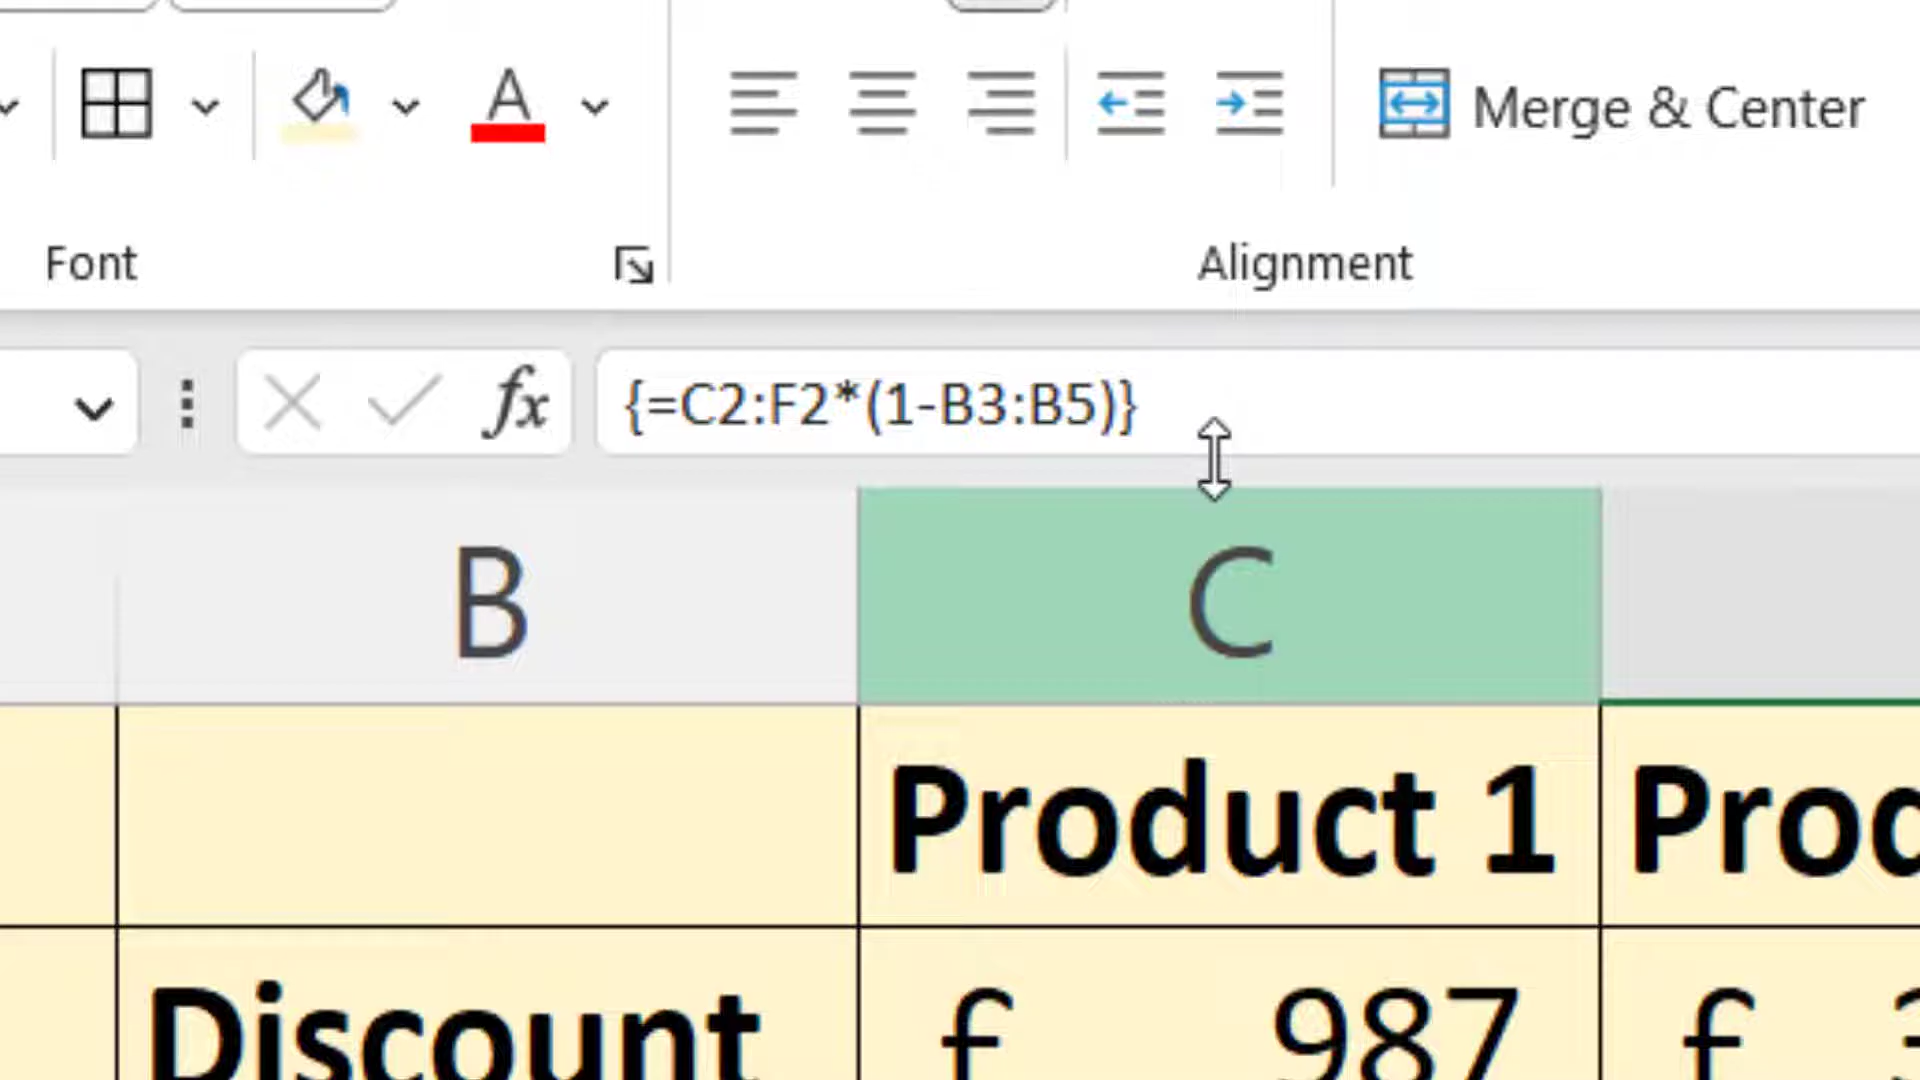 A
Merge & Center
Font
Alignment
fx
{=C2:F2*(1-B3:B5)}
B
C
Product 1
Discount
£ 987
£